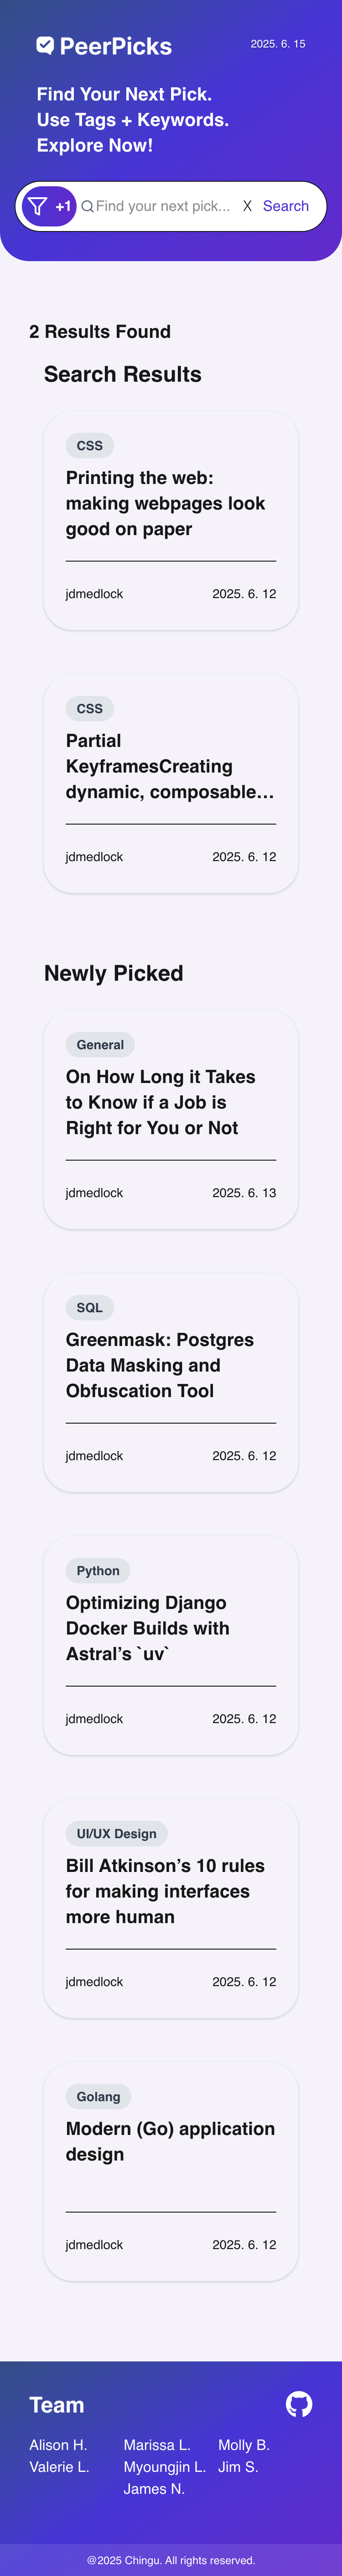 PeerPicks
2025. 6. 15
Find Your Next Pick.
Use Tags + Keywords.
Explore Now!
+1 Find your next pick... X Search
2 Results Found
Search Results
CSS
Printing the web:
making webpages look
good on paper
jdmedlock 2025. 6. 12
CSS
Partial
KeyframesCreating
dynamic, composable...
jdmedlock 2025. 6. 12
Newly Picked
General
On How Long it Takes
to Know if a Job is
Right for You or Not
jdmedlock 2025. 6. 13
SQL
Greenmask: Postgres
Data Masking and
Obfuscation Tool
jdmedlock 2025. 6. 12
Python
Optimizing Django
Docker Builds with
Astral’s `uv`
jdmedlock 2025. 6. 12
UI/UX Design
Bill Atkinson’s 10 rules
for making interfaces
more human
jdmedlock 2025. 6. 12
Golang
Modern (Go) application
design
jdmedlock 2025. 6. 12
Team
Alison H. Marissa L. Molly B.
Valerie L. Myoungjin L. Jim S.
James N.
@2025 Chingu. All rights reserved.